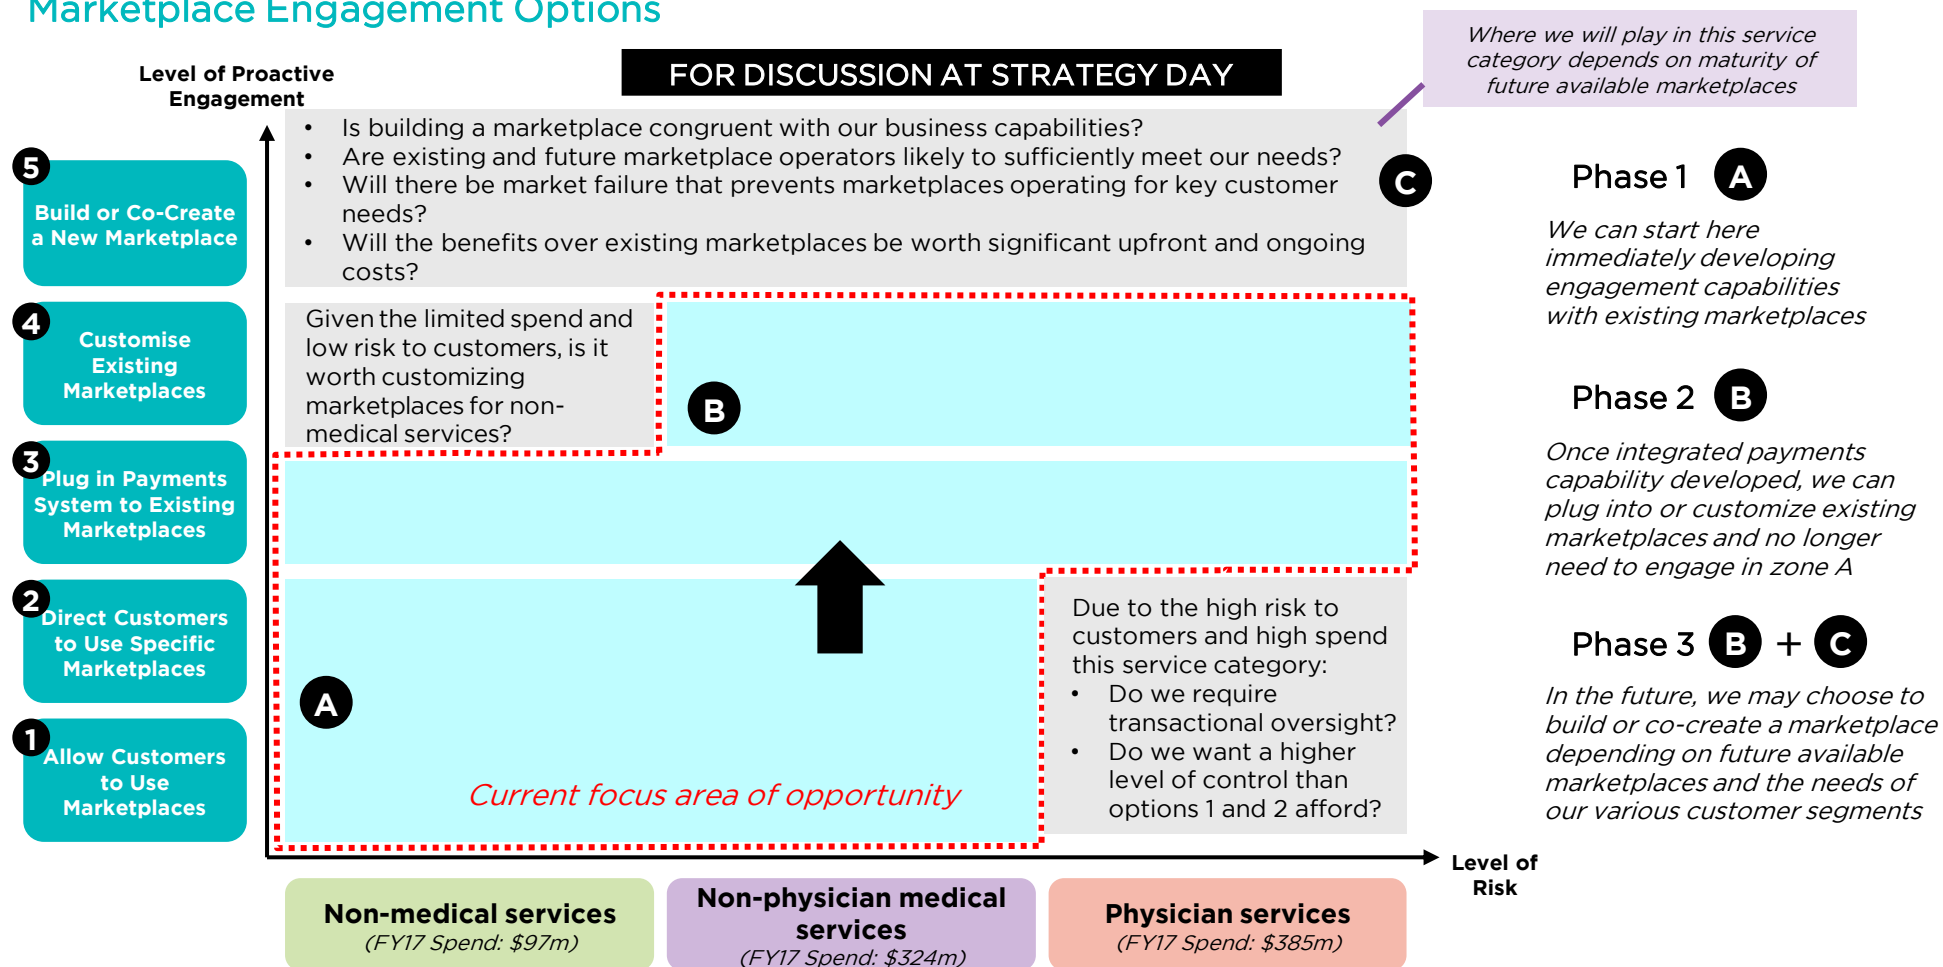 Marketplace Engagement Options
Where we will play in this service
category depends on maturity of
future available marketplaces
Level of Proactive
Engagement
FOR DISCUSSION AT STRATEGY DAY
• Is building a marketplace congruent with our business capabilities?
• Are existing and future marketplace operators likely to sufficiently meet our needs?
• Will there be market failure that prevents marketplaces operating for key customer
needs?
• Will the benefits over existing marketplaces be worth significant upfront and ongoing
costs?
C
5
Build or Co-Create
a New Marketplace
4
Customise
Existing
Marketplaces
Given the limited spend and
low risk to customers, is it
worth customizing
marketplaces for non-
medical services?
B
3
Plug in Payments
System to Existing
Marketplaces
2
Direct Customers
to Use Specific
Marketplaces
1
Allow Customers
to Use
Marketplaces
A
Current focus area of opportunity
Due to the high risk to
customers and high spend
this service category:
• Do we require
transactional oversight?
• Do we want a higher
level of control than
options 1 and 2 afford?
Level of
Risk
Non-medical services
(FY17 Spend: $97m)
Non-physician medical
services
(FY17 Spend: $324m)
Physician services
(FY17 Spend: $385m)
Phase 1 A
We can start here
immediately developing
engagement capabilities
with existing marketplaces
Phase 2 B
Once integrated payments
capability developed, we can
plug into or customize existing
marketplaces and no longer
need to engage in zone A
Phase 3 B + C
In the future, we may choose to
build or co-create a marketplace
depending on future available
marketplaces and the needs of
our various customer segments